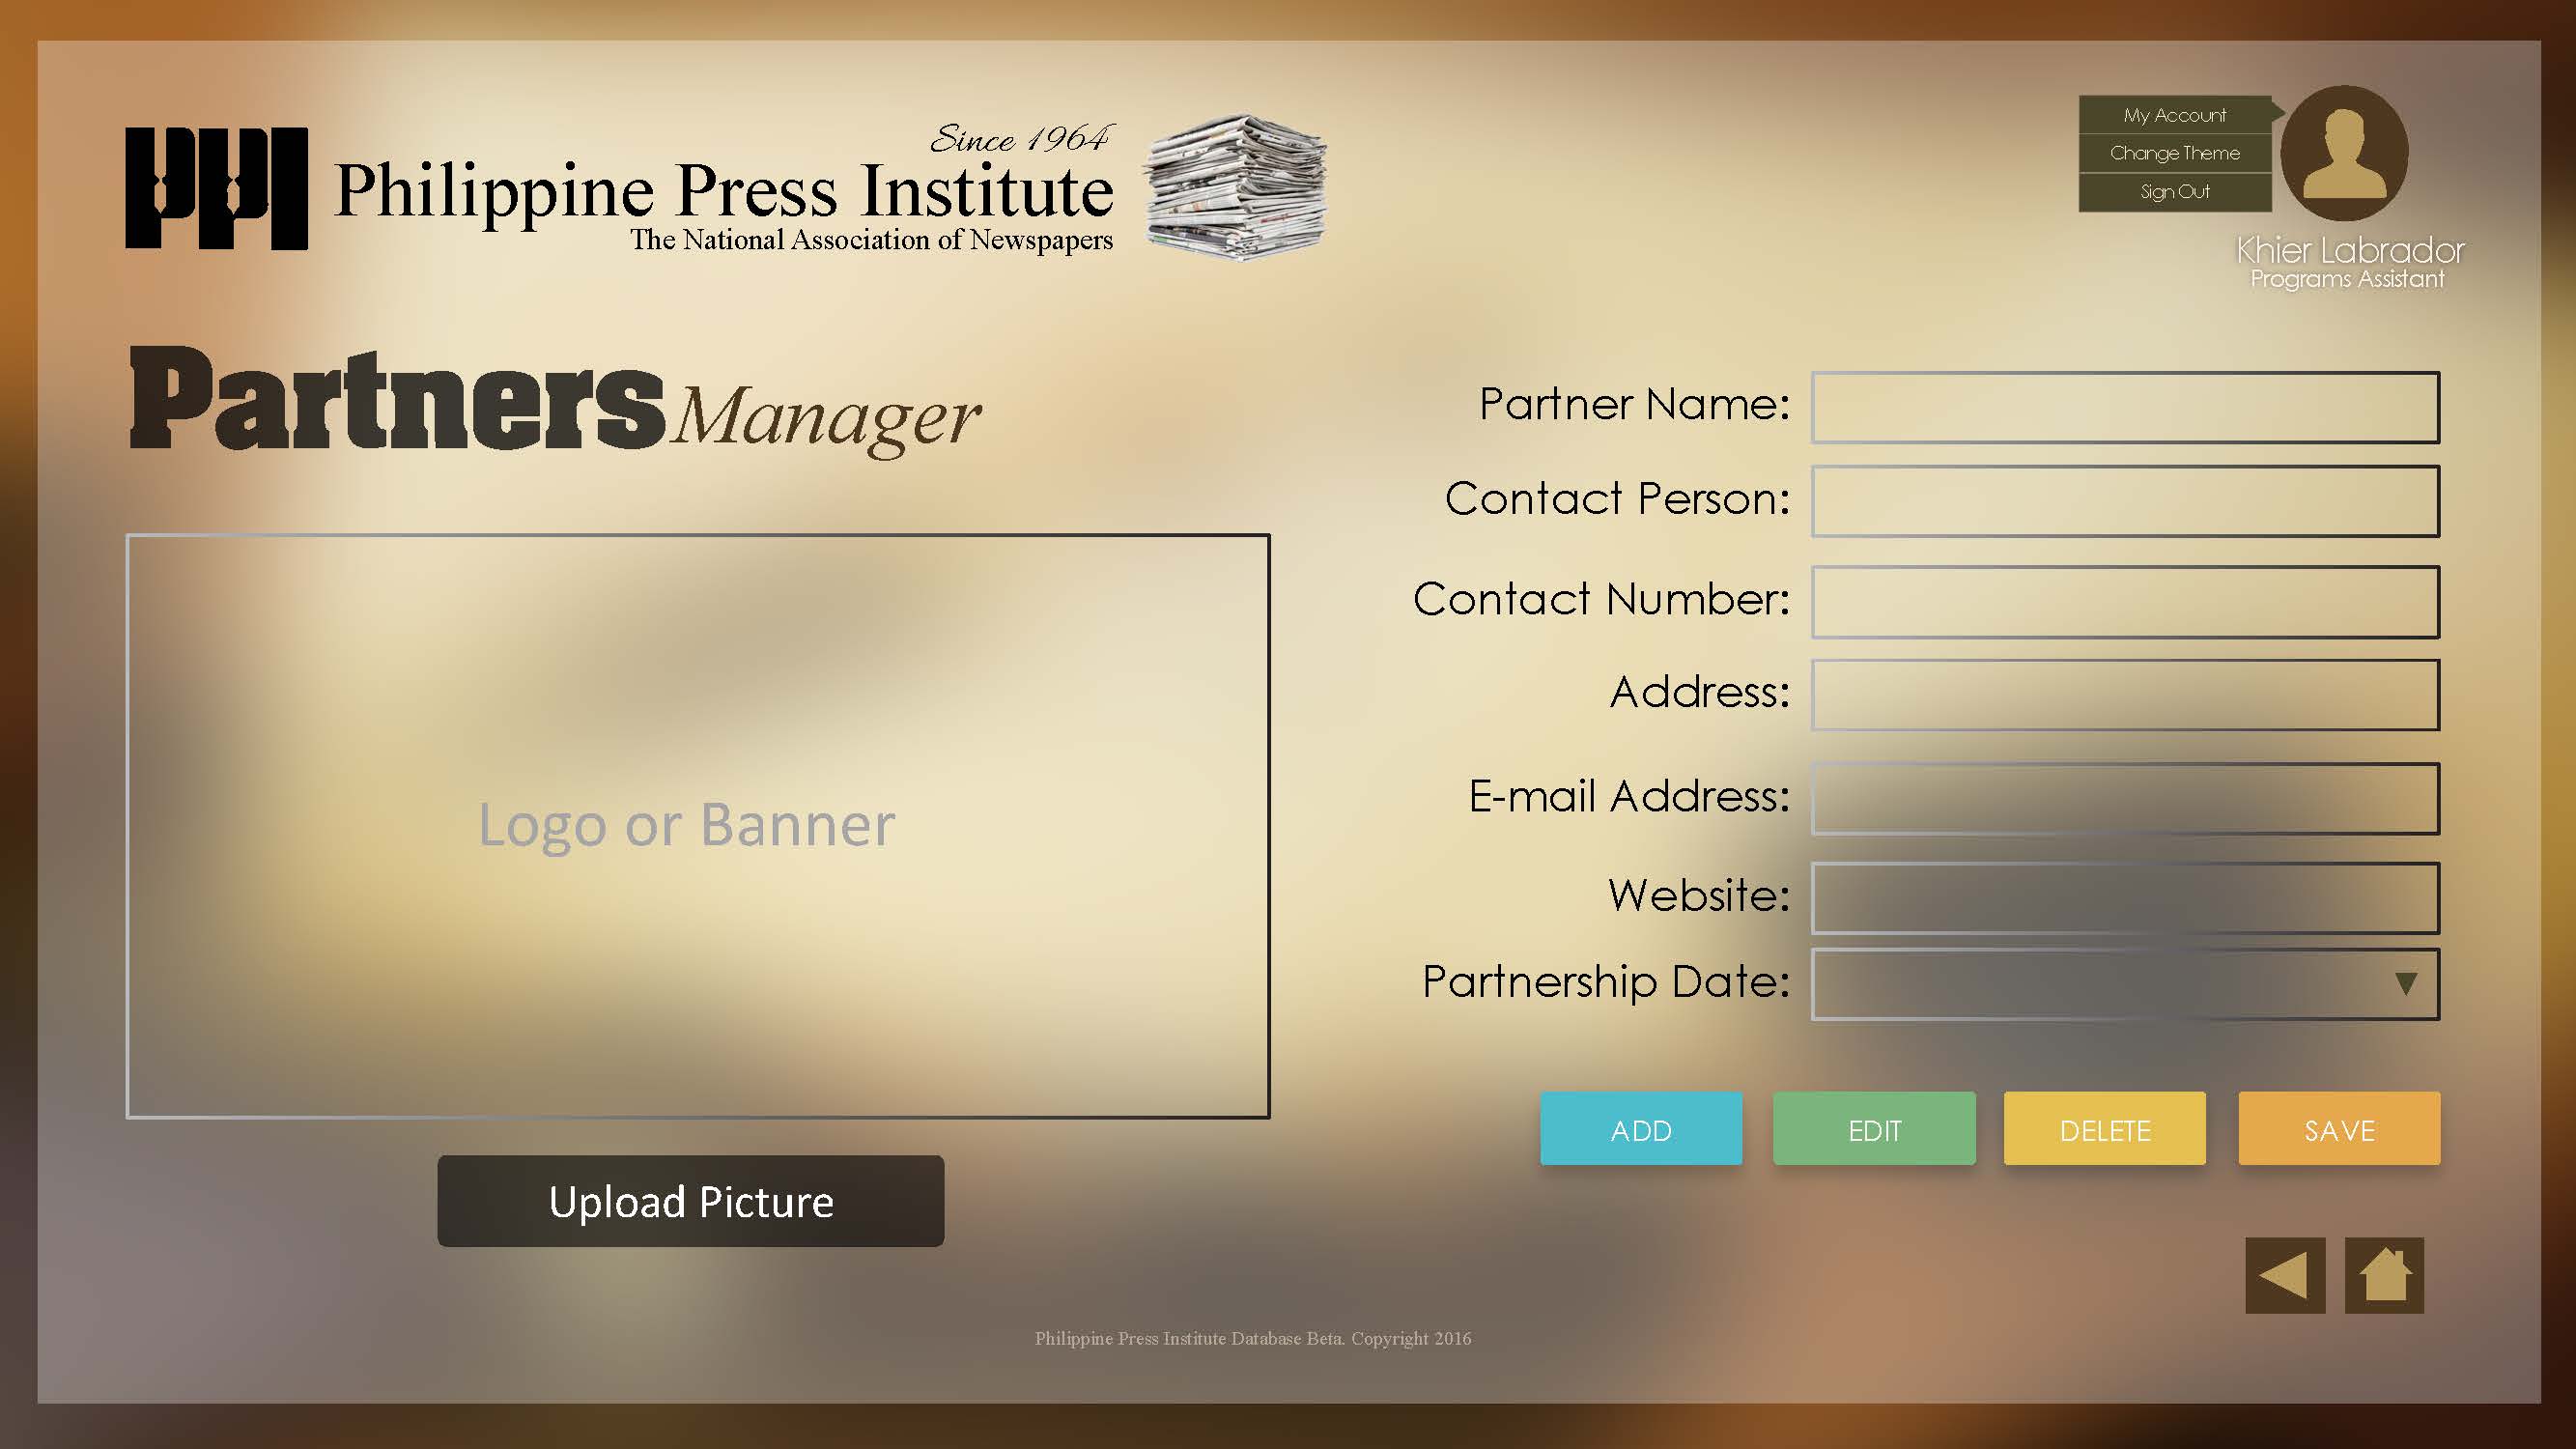 PPI
Since 1964
Philippine Press Institute
The National Association of Newspapers
My Account
Change Theme
Sign Out
Khier Labrador
Programs Assistant
Partners Manager
Logo or Banner
Upload Picture
Partner Name:
Contact Person:
Contact Number:
Address:
E-mail Address:
Website:
Partnership Date:
ADD
EDIT
DELETE
SAVE
Philippine Press Institute Database Beta. Copyright 2016